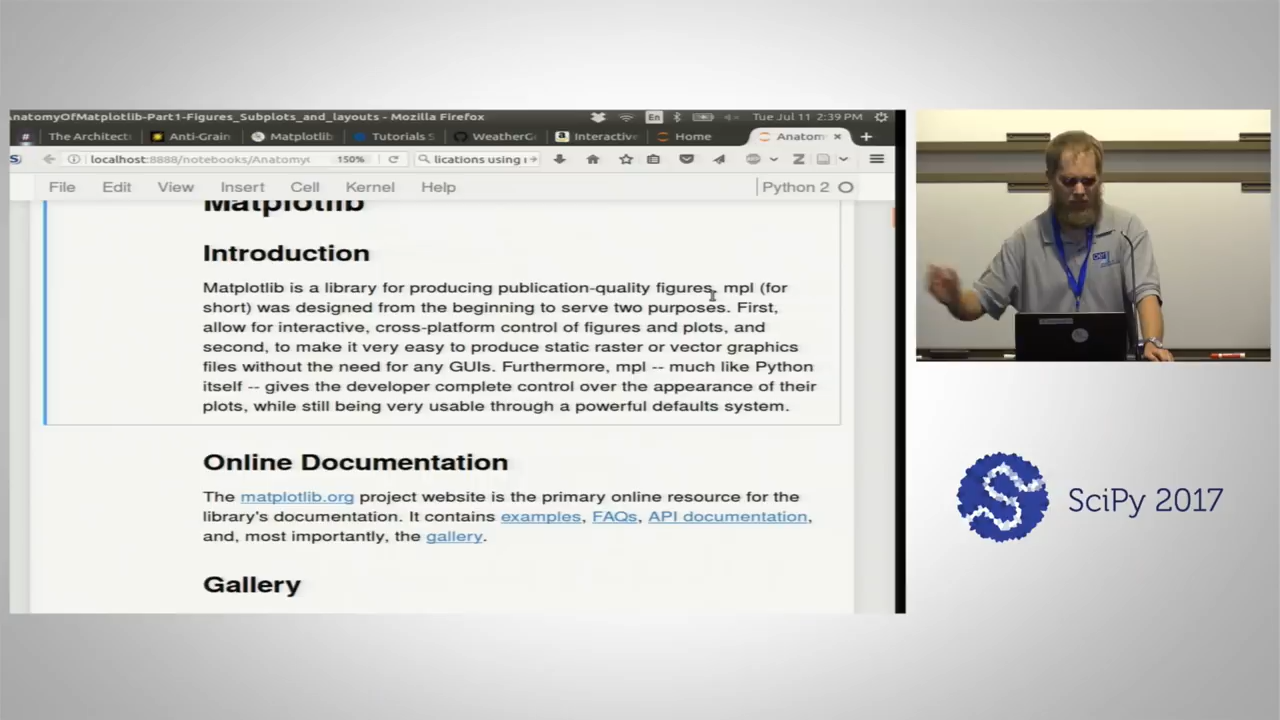 AnatomyOfMatplotlib-Part1-Figures_Subplots_and_layouts - Mozilla Firefox
En
Tue Jul 11 2:39 PM
# The Architect Anti-Grain Matplotlib Tutorials S WeatherG Interactive Home Anatom × +
localhost:8888/notebooks/Anatomy 150% lications using
File Edit View Insert Cell Kernel Help Python 2
Matplotlib
Introduction
Matplotlib is a library for producing publication-quality figures, mpl (for
short) was designed from the beginning to serve two purposes. First,
allow for interactive, cross-platform control of figures and plots, and
second, to make it very easy to produce static raster or vector graphics
files without the need for any GUIs. Furthermore, mpl -- much like Python
itself -- gives the developer complete control over the appearance of their
plots, while still being very usable through a powerful defaults system.
Online Documentation
The matplotlib.org project website is the primary online resource for the
library's documentation. It contains examples, FAQs, API documentation,
and, most importantly, the gallery.
Gallery
SciPy 2017